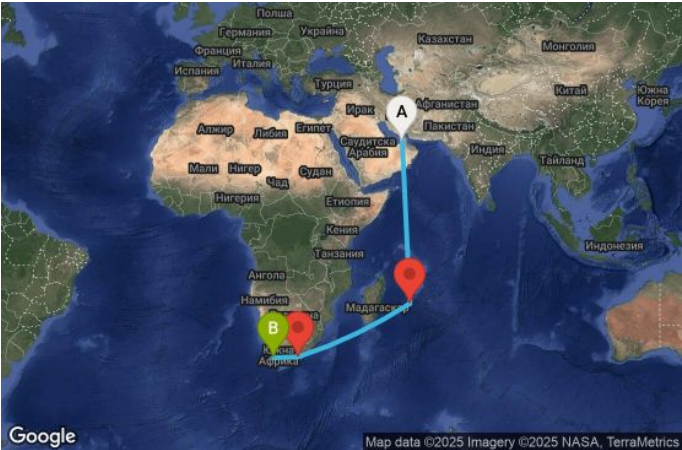 Полша
Германия
Украйна
Казахстан
Монголия
Франция
Италия
Испания
Турция
Китай
Южна
Корея
Ирак
Афганистан
A
Алжир
Либия
Египет
Пакистан
Саудитска
Арабия
Индия
Тайланд
Мали
Нигер
Чад
Судан
Нигерия
Етиопия
Кения
Индонезия
Танзания
Ангола
Намибия
Мадагаскар
B
Южна
Африка
Google
Map data ©2025 Imagery ©2025 NASA, TerraMetrics